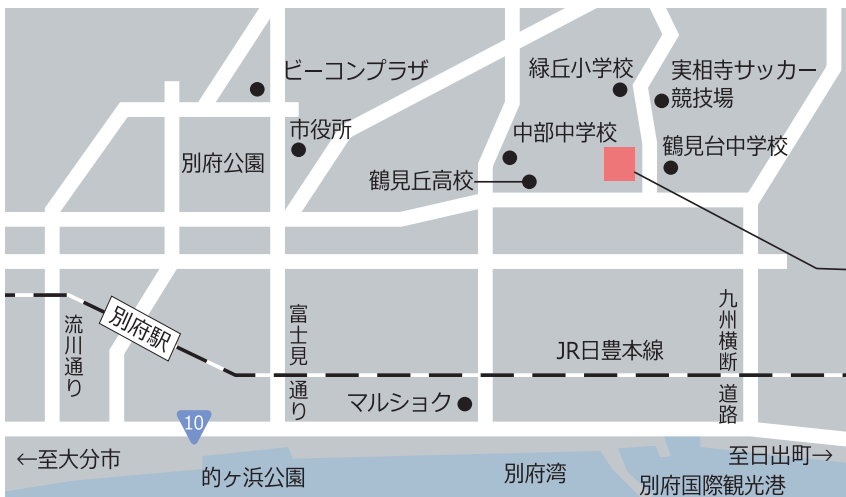 ビーコンプラザ
緑丘小学校
実相寺サッカー
競技場
市役所
中部中学校
別府公園
鶴見丘高校
鶴見台中学校
別府駅
流川通り
富士見通り
九州横断道路
JR日豊本線
マルショク
10
←至大分市
的ヶ浜公園
別府湾
至日出町→
別府国際観光港